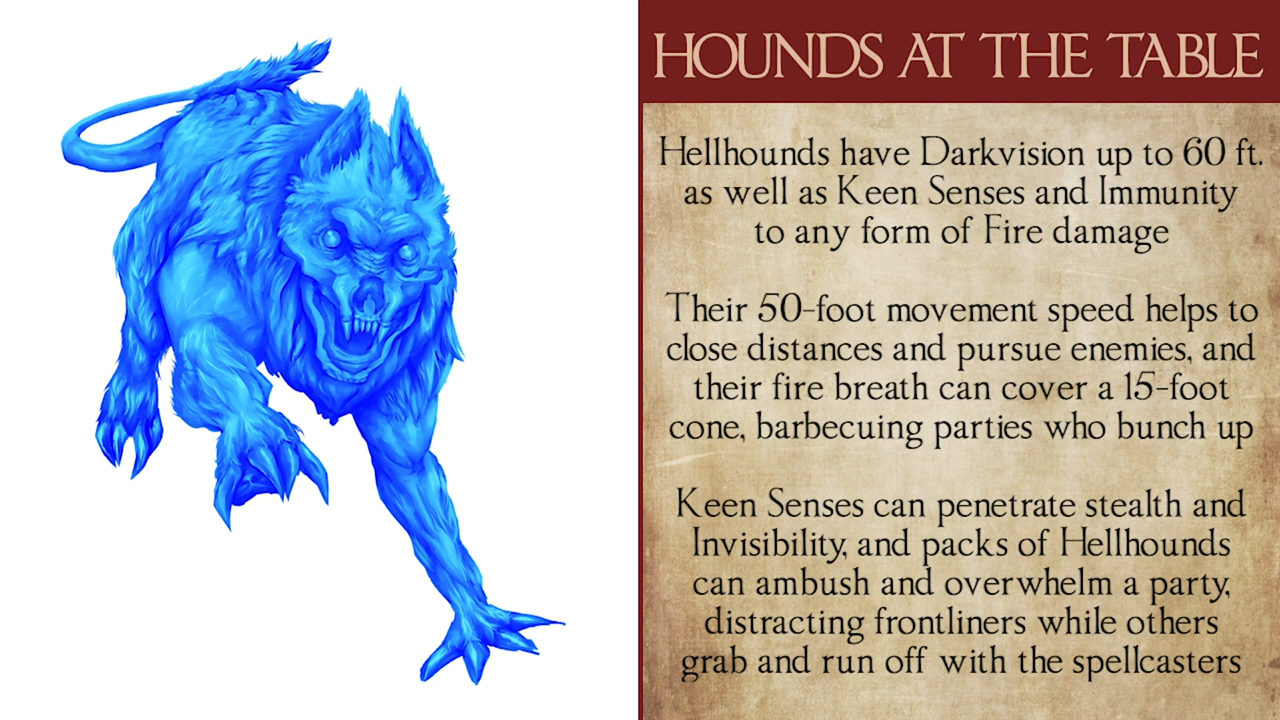 HOUNDS AT THE TABLE
Hellhounds have Darkvision up to 60 ft.
as well as Keen Senses and Immunity
to any form of Fire damage
Their 50-foot movement speed helps to
close distances and pursue enemies, and
their fire breath can cover a 15-foot
cone, barbecuing parties who bunch up
Keen Senses can penetrate stealth and
Invisibility, and packs of Hellhounds
can ambush and overwhelm a party,
distracting frontliners while others
grab and run off with the spellcasters